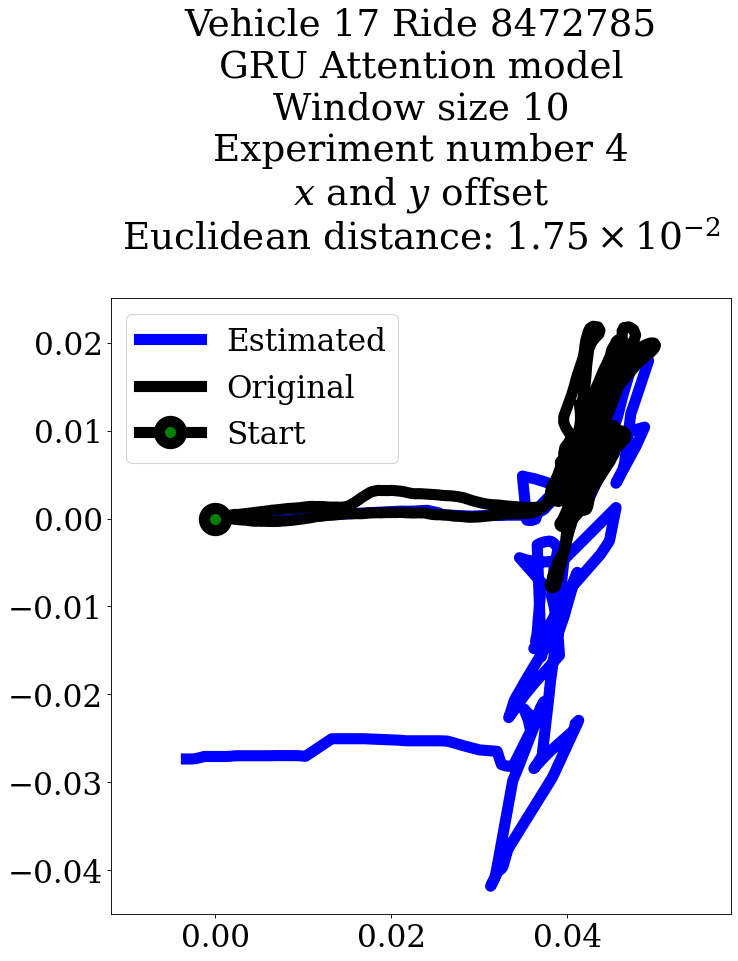 Vehicle 17 Ride 8472785
GRU Attention model
Window size 10
Experiment number 4
x and y offset
Euclidean distance: 1.75 × 10⁻²
Estimated
Original
Start
0.02
0.01
0.00
−0.01
−0.02
−0.03
−0.04
0.00 0.02 0.04